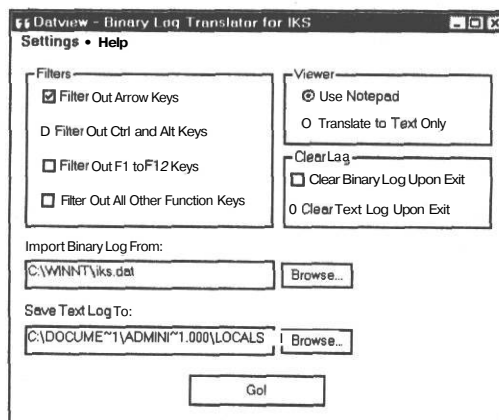 Datview - Binary Log Translator for IKS
Settings • Help
Filters
Filter Out Arrow Keys
D Filter Out Ctrl and Alt Keys
Filter Out F1 to F12 Keys
Filter Out All Other Function Keys
Viewer
Use Notepad
O Translate to Text Only
Clear Lag
Clear Binary Log Upon Exit
0 Clear Text Log Upon Exit
Import Binary Log From:
C:\WINNT\iks.dat
Browse...
Save Text Log To:
C:\DOCUME~1\ADMINI~1.000\LOCALS
Browse...
Go!